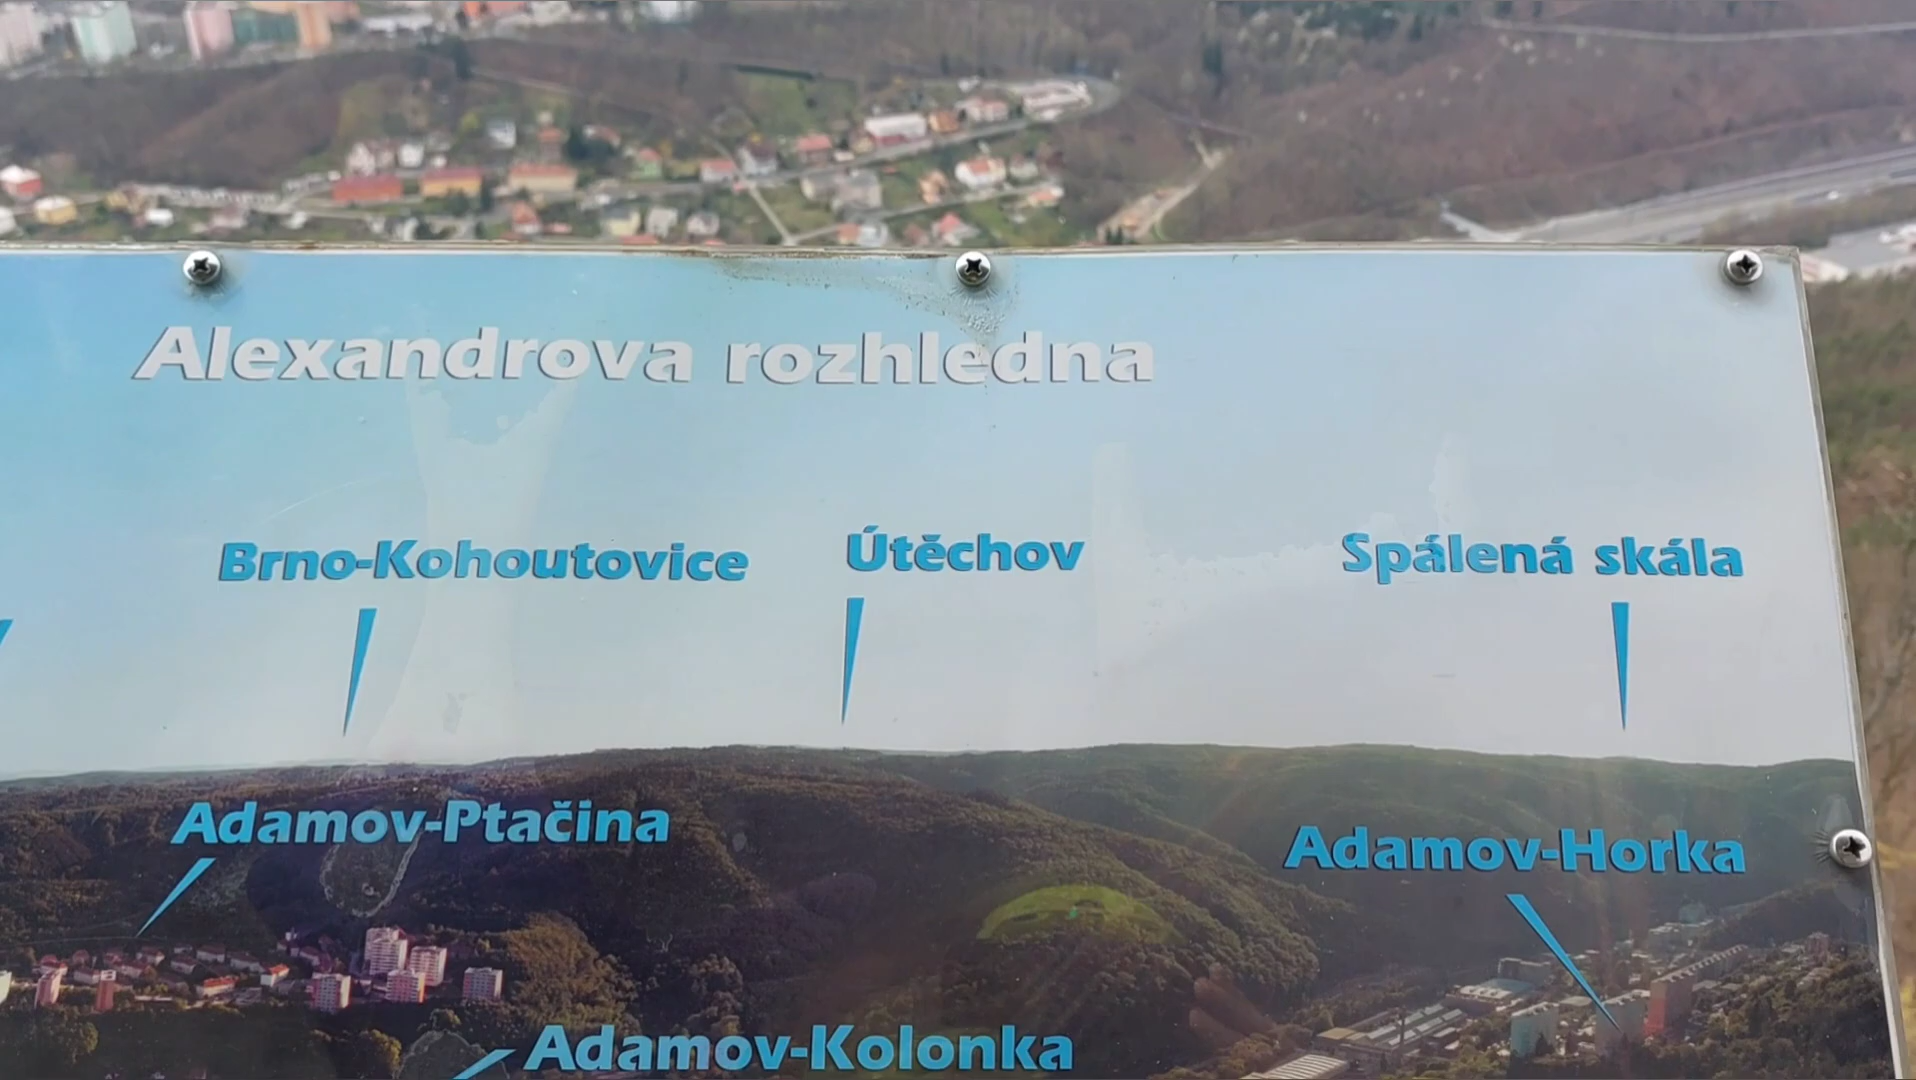 Alexandrova rozhledna
Brno-Kohoutovice
Útěchov
Spálená skála
Adamov-Ptačina
Adamov-Horka
Adamov-Kolonka